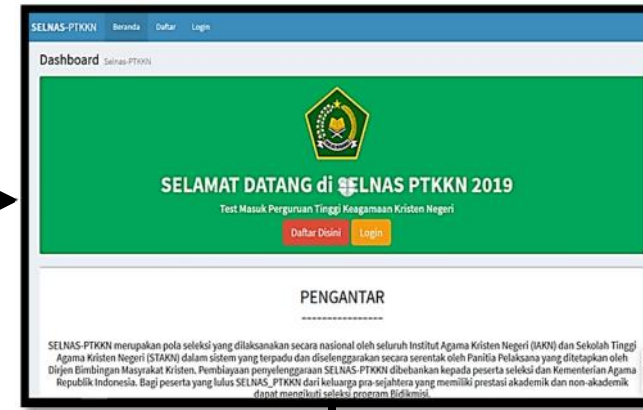 SELNAS-PTKKN Beranda Daftar Login
Dashboard Selnas-PTKKN
SELAMAT DATANG di SELNAS PTKKN 2019
Test Masuk Perguruan Tinggi Keagamaan Kristen Negeri
Daftar Disini Login
PENGANTAR
----------------
SELNAS-PTKKN merupakan pola seleksi yang dilaksanakan secara nasional oleh seluruh Institut Agama Kristen Negeri (IAKN) dan Sekolah Tinggi
Agama Kristen Negeri (STAKN) dalam sistem yang terpadu dan diselenggarakan secara serentak oleh Panitia Pelaksana yang ditetapkan oleh
Dirjen Bimbingan Masyrakat Kristen. Pembiayaan penyelenggaraan SELNAS-PTKKN dibebankan kepada peserta seleksi dan Kementerian Agama
Republik Indonesia. Bagi peserta yang lulus SELNAS_PTKKN dari keluarga pra-sejahtera yang memiliki prestasi akademik dan non-akademik
dapat mengikuti seleksi program Bidikmisi.